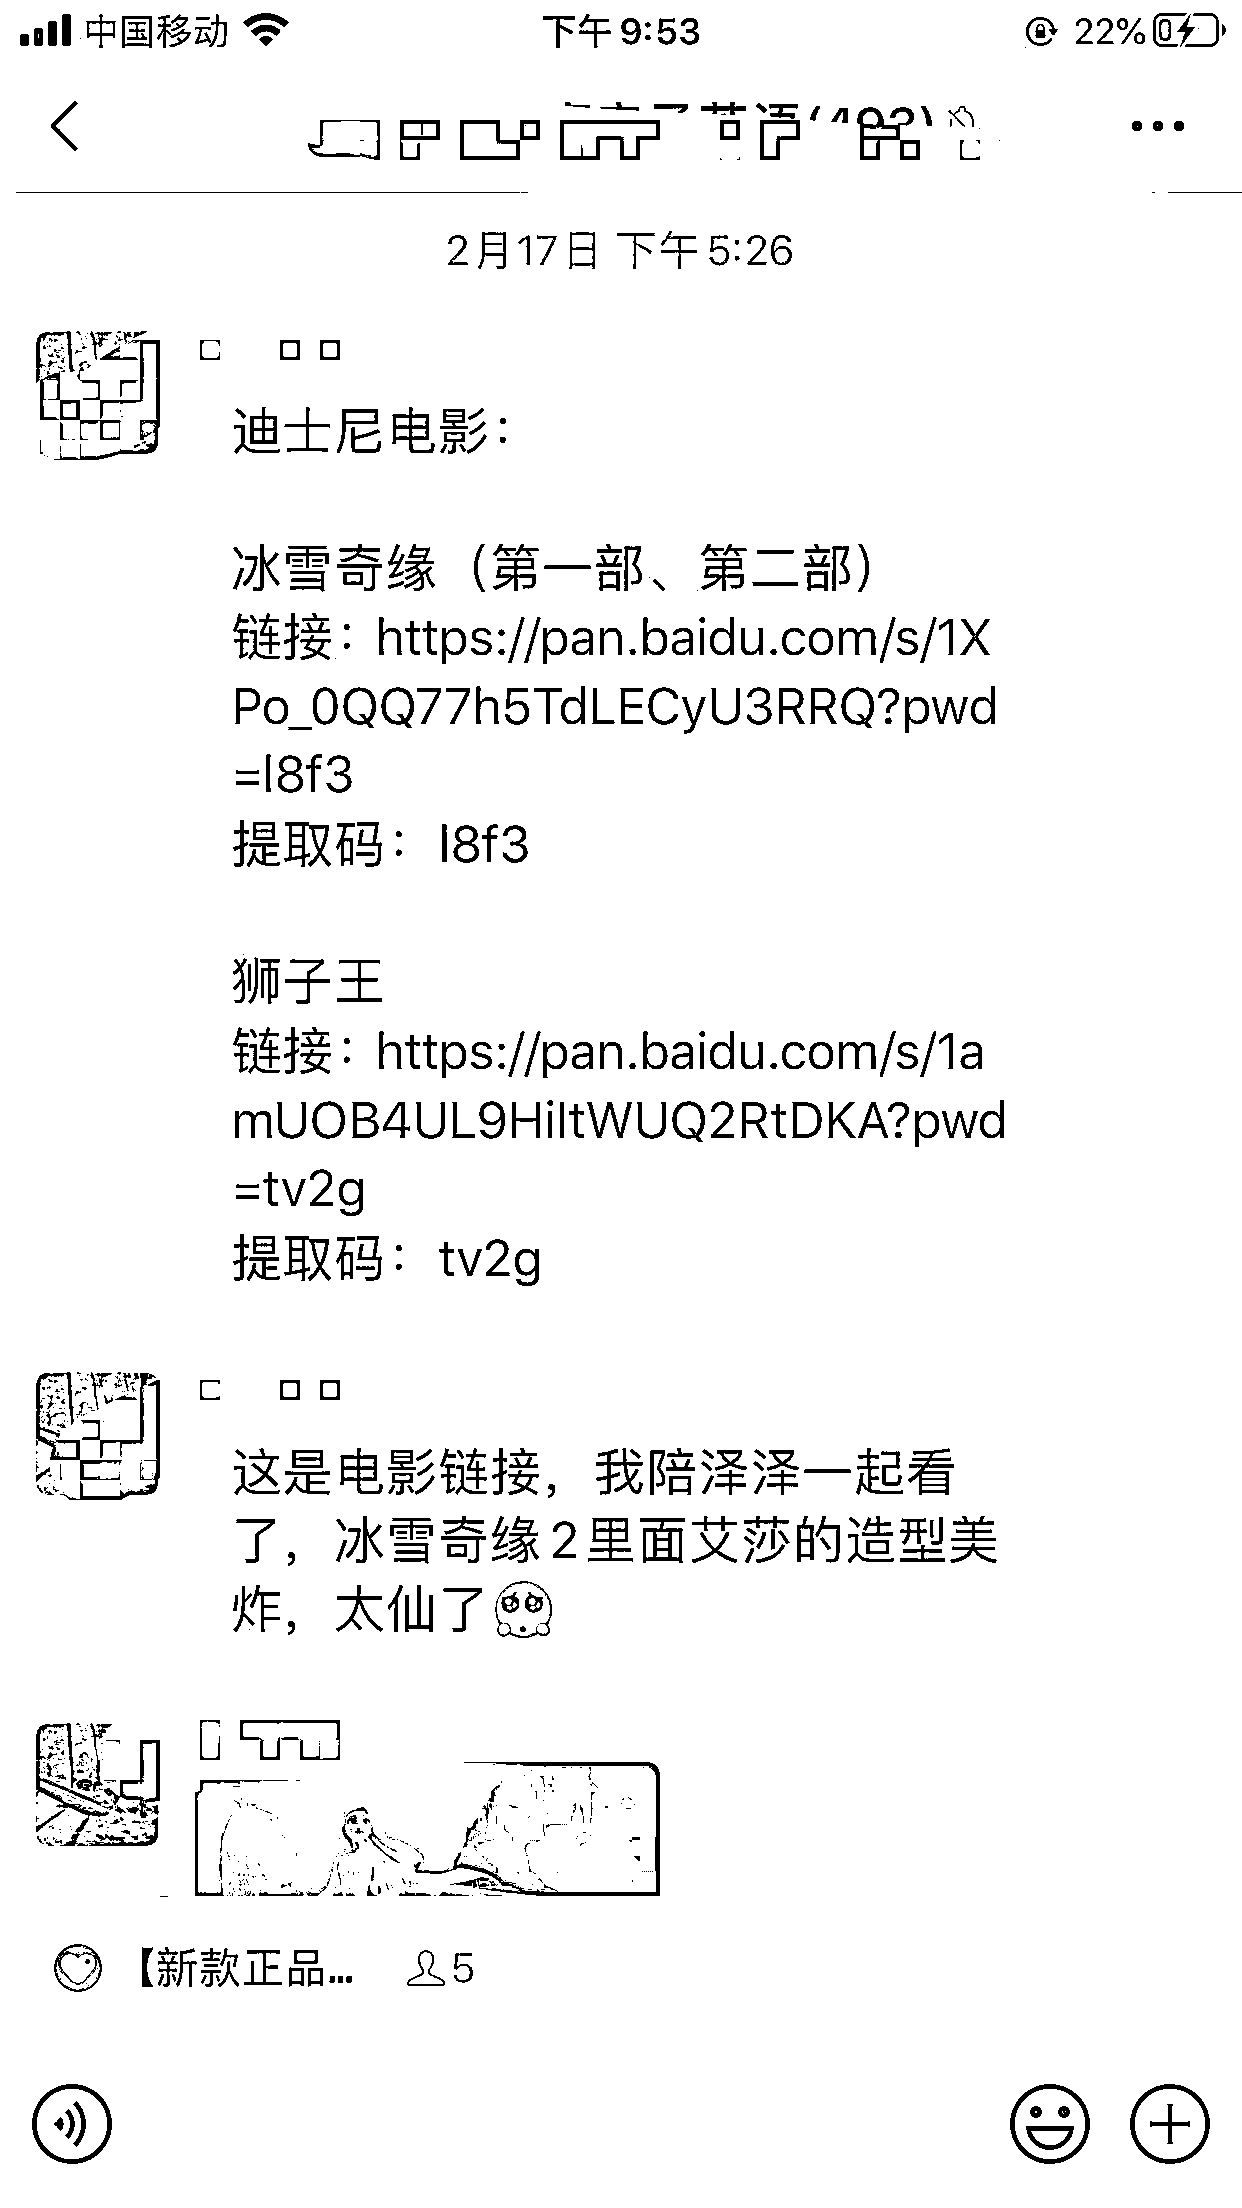 中国移动 下午 9:53 22%
2月17日 下午 5:26
迪士尼电影：
冰雪奇缘（第一部、第二部）
链接：https://pan.baidu.com/s/1X
Po_0QQ77h5TdLECyU3RRQ?pwd
=l8f3
提取码：l8f3
狮子王
链接：https://pan.baidu.com/s/1a
mUOB4UL9HiItWUQ2RtDKA?pwd
=tv2g
提取码：tv2g
这是电影链接，我陪泽泽一起看
了，冰雪奇缘2里面艾莎的造型美
炸，太仙了
【新款正品... 5